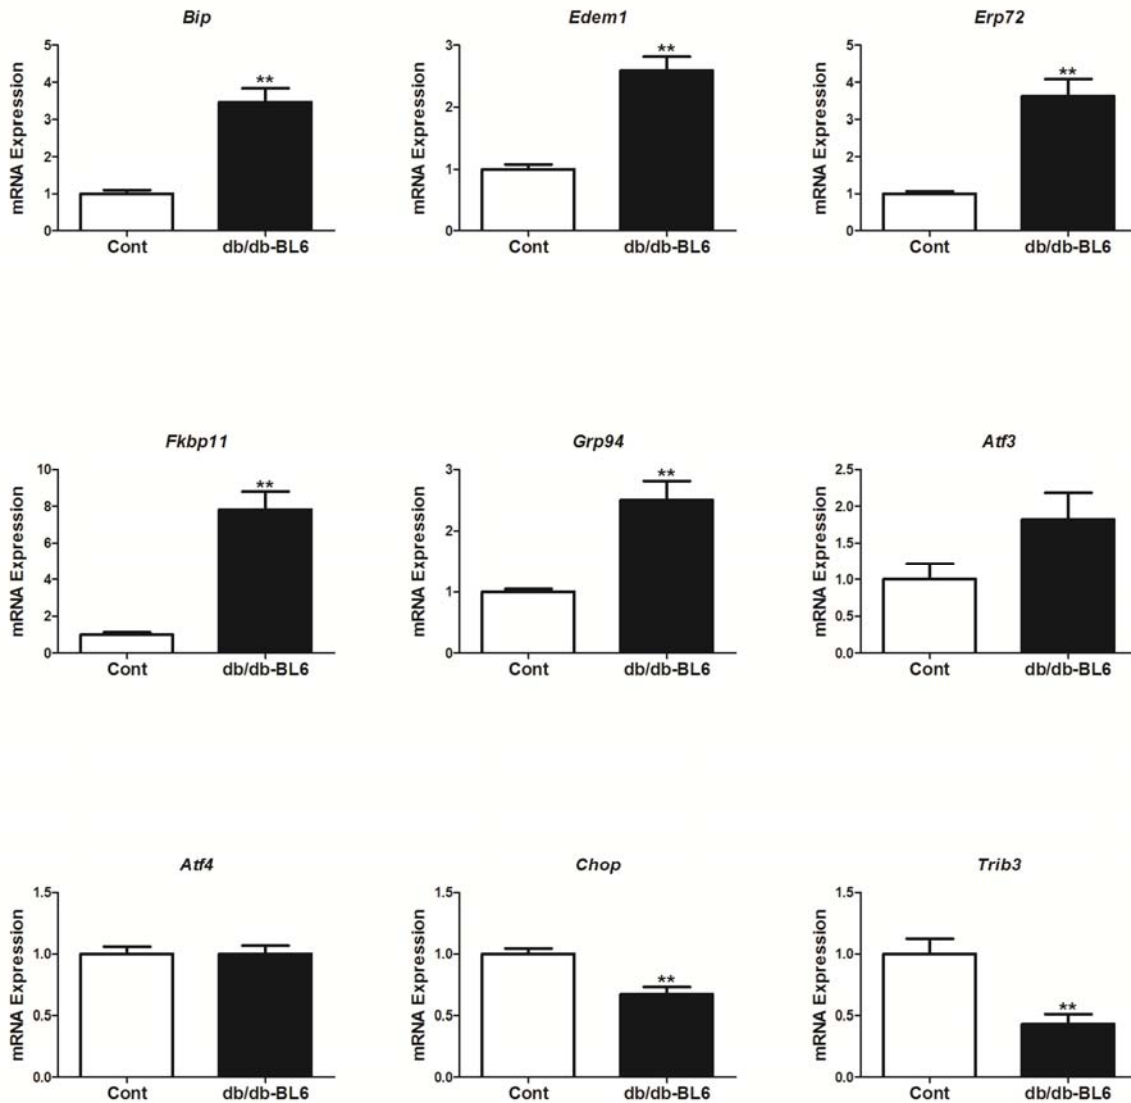 Bip Edem1 Erp72
mRNA Expression
5
4
3
2
1
0
**
Cont db/db-BL6
mRNA Expression
3
2
1
0
**
Cont db/db-BL6
mRNA Expression
5
4
3
2
1
0
**
Cont db/db-BL6
Fkbp11 Grp94 Atf3
mRNA Expression
10
8
6
4
2
0
**
Cont db/db-BL6
mRNA Expression
3
2
1
0
**
Cont db/db-BL6
mRNA Expression
2.5
2.0
1.5
1.0
0.5
0.0
Cont db/db-BL6
Atf4 Chop Trib3
mRNA Expression
1.5
1.0
0.5
0.0
Cont db/db-BL6
mRNA Expression
1.5
1.0
0.5
0.0
**
Cont db/db-BL6
mRNA Expression
1.5
1.0
0.5
0.0
**
Cont db/db-BL6